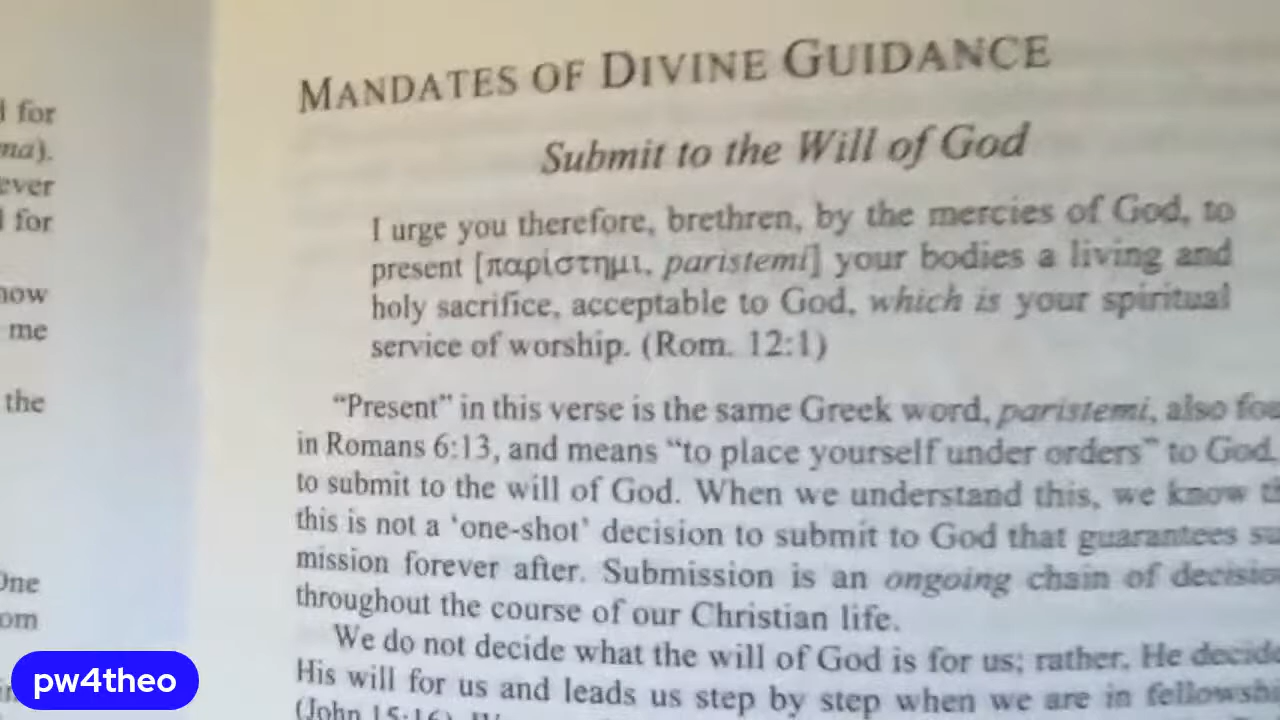 for
ma).
ever
for
now
me
the
One
om
MANDATES OF DIVINE GUIDANCE
Submit to the Will of God
I urge you therefore, brethren, by the mercies of God, to
present [παρίστημι, paristemi] your bodies a living and
holy sacrifice, acceptable to God, which is your spiritual
service of worship. (Rom. 12:1)
“Present” in this verse is the same Greek word, paristemi, also
in Romans 6:13, and means “to place yourself under orders” to God,
to submit to the will of God. When we understand this, we know
this is not a ‘one-shot’ decision to submit to God that guarantees
mission forever after. Submission is an ongoing chain of
throughout the course of our Christian life.
We do not decide what the will of God is for us; rather, He
His will for us and leads us step by step when we are in
(John 15:16).
pw4theo